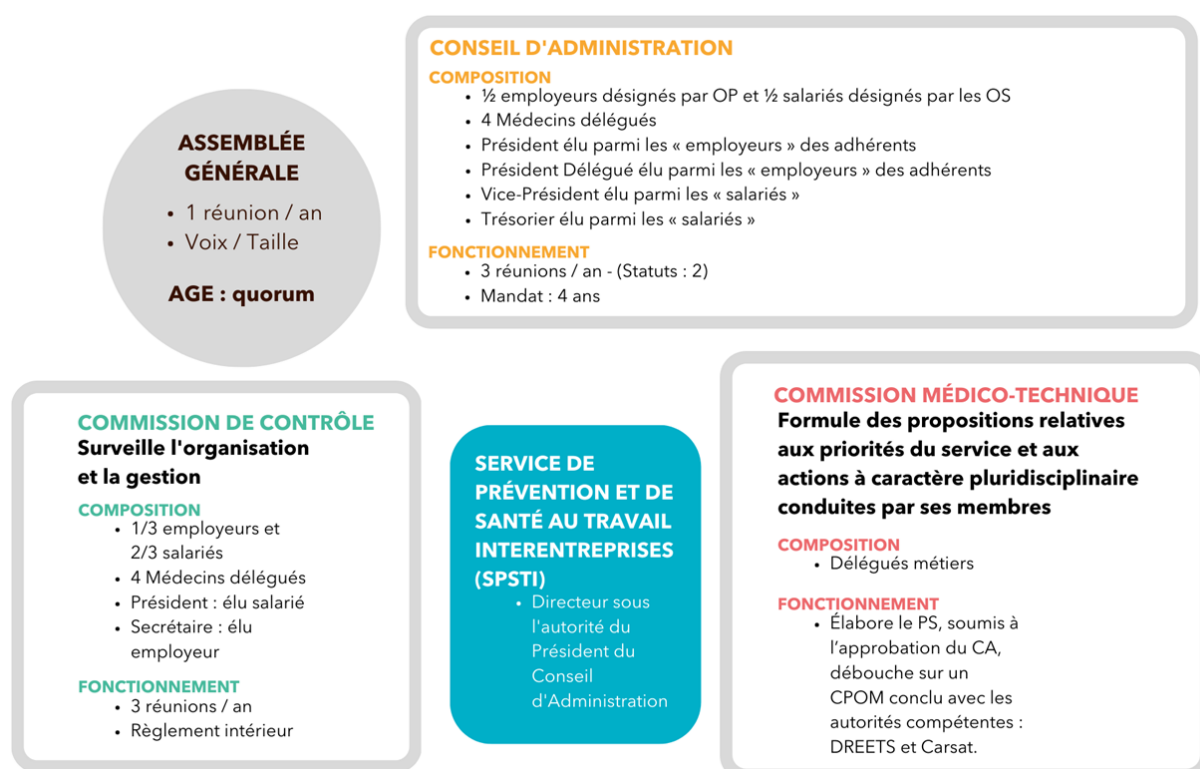 ASSEMBLÉE
GÉNÉRALE
• 1 réunion / an
• Voix / Taille
AGE : quorum
CONSEIL D'ADMINISTRATION
COMPOSITION
• ½ employeurs désignés par OP et ½ salariés désignés par les OS
• 4 Médecins délégués
• Président élu parmi les « employeurs » des adhérents
• Président Délégué élu parmi les « employeurs » des adhérents
• Vice-Président élu parmi les « salariés »
• Trésorier élu parmi les « salariés »
FONCTIONNEMENT
• 3 réunions / an - (Statuts : 2)
• Mandat : 4 ans
COMMISSION DE CONTRÔLE
Surveille l'organisation
et la gestion
COMPOSITION
• 1/3 employeurs et
2/3 salariés
• 4 Médecins délégués
• Président : élu salarié
• Secrétaire : élu
employeur
FONCTIONNEMENT
• 3 réunions / an
• Règlement intérieur
SERVICE DE
PRÉVENTION ET DE
SANTÉ AU TRAVAIL
INTERENTREPRISES
(SPSTI)
• Directeur sous
l'autorité du
Président du
Conseil
d'Administration
COMMISSION MÉDICO-TECHNIQUE
Formule des propositions relatives
aux priorités du service et aux
actions à caractère pluridisciplinaire
conduites par ses membres
COMPOSITION
• Délégués métiers
FONCTIONNEMENT
• Élabore le PS, soumis à
l’approbation du CA,
débouche sur un
CPOM conclu avec les
autorités compétentes :
DREETS et Carsat.